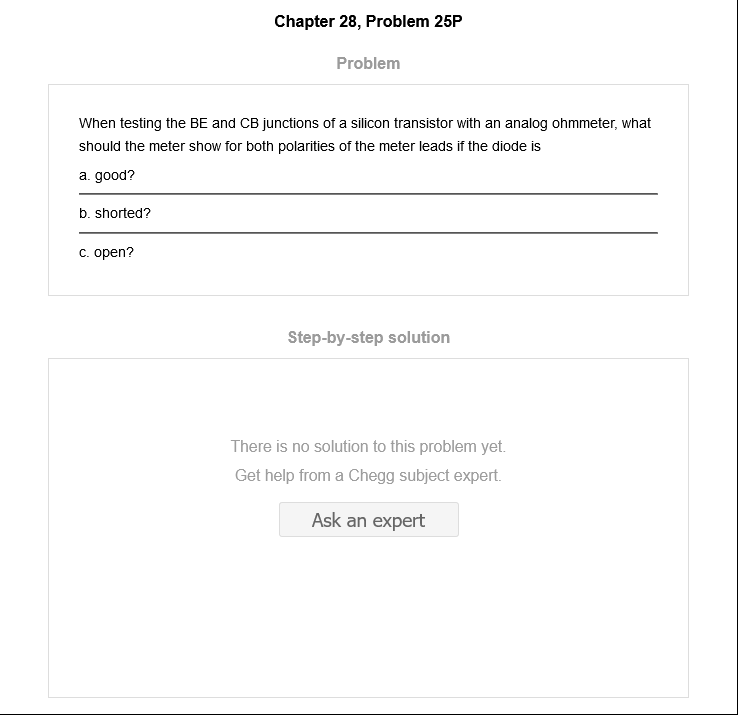 Chapter 28, Problem 25P
Problem
When testing the BE and CB junctions of a silicon transistor with an analog ohmmeter, what
should the meter show for both polarities of the meter leads if the diode is
a. good?
b. shorted?
c. open?
Step-by-step solution
There is no solution to this problem yet.
Get help from a Chegg subject expert.
Ask an expert